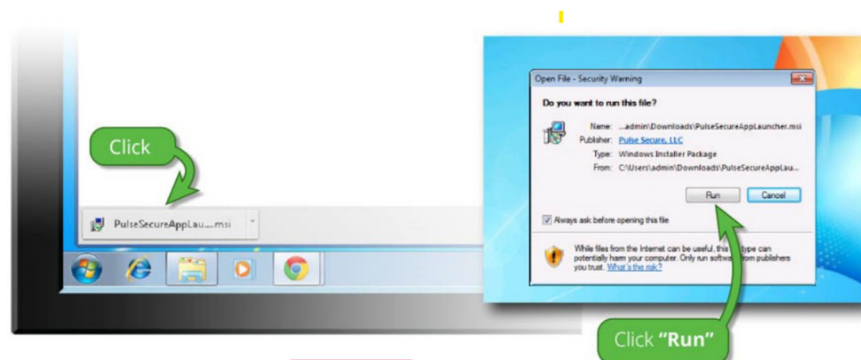 Click
PulseSecureAppLau....msi
Open File - Security Warning
Do you want to run this file?
Name: ...admin\Downloads\PulseSecureAppLauncher.msi
Publisher: Pulse Secure, LLC
Type: Windows Installer Package
From: C:\Users\admin\Downloads\PulseSecureAppLau...
Run Cancel
Always ask before opening this file
While files from the Internet can be useful, this type can
potentially harm your computer. Only run software from publishers
you trust. What's the risk?
Click "Run"